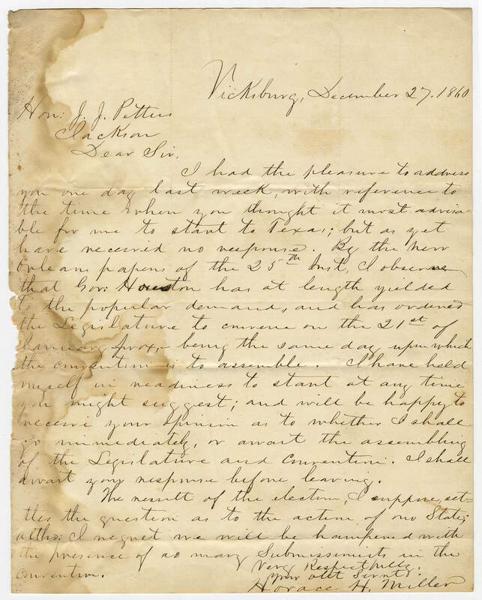 Vicksburg, December 27. 1860
Hon: J. J. Pettus
Jackson
Dear Sir.
I had the pleasure to address
you one day last week, with reference to
the time when you thought it most advisa-
ble for me to start to Texas; but as yet
have received no response. By the New
Orleans papers of the 25th Inst, I observe
that Gov: Houston has at length yielded
to the popular demand, and has ordered
the Legislature to convene on the 21st of
January prox: being the same day upon which
the convention is to assemble. I have held
myself in readiness to start at any time
you might suggest; and will be happy to
receive your opinion as to whether I shall
go immediately, or await the assembling
of the Legislature and convention. I shall
await your response before leaving.
The result of the election, I suppose, set-
tles the question as to the action of our State;
altho: I regret we will be hampered with
the presence of so many Submissionists in the
convention.
Very Respectfully.
Your obt Servt:
Horace H. Miller